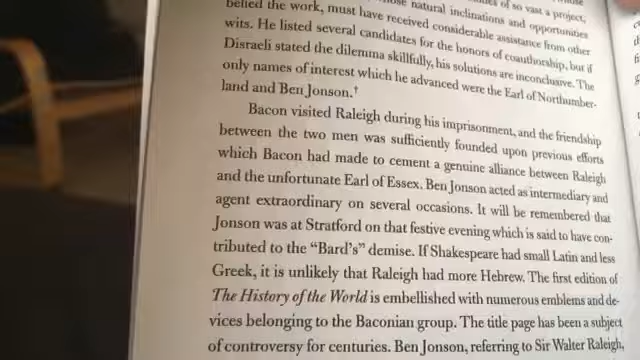 natural inclinations and opportunities
belied the work, must have received considerable assistance from other
wits. He listed several candidates for the honors of coauthorship, but if
Disraeli stated the dilemma skillfully, his solutions are inconclusive. The
only names of interest which he advanced were the Earl of Northumber-
land and Ben Jonson.†
Bacon visited Raleigh during his imprisonment, and the friendship
between the two men was sufficiently founded upon previous efforts
which Bacon had made to cement a genuine alliance between Raleigh
and the unfortunate Earl of Essex. Ben Jonson acted as intermediary and
agent extraordinary on several occasions. It will be remembered that
Jonson was at Stratford on that festive evening which is said to have con-
tributed to the “Bard’s” demise. If Shakespeare had small Latin and less
Greek, it is unlikely that Raleigh had more Hebrew. The first edition of
The History of the World is embellished with numerous emblems and de-
vices belonging to the Baconian group. The title page has been a subject
of controversy for centuries. Ben Jonson, referring to Sir Walter Raleigh,